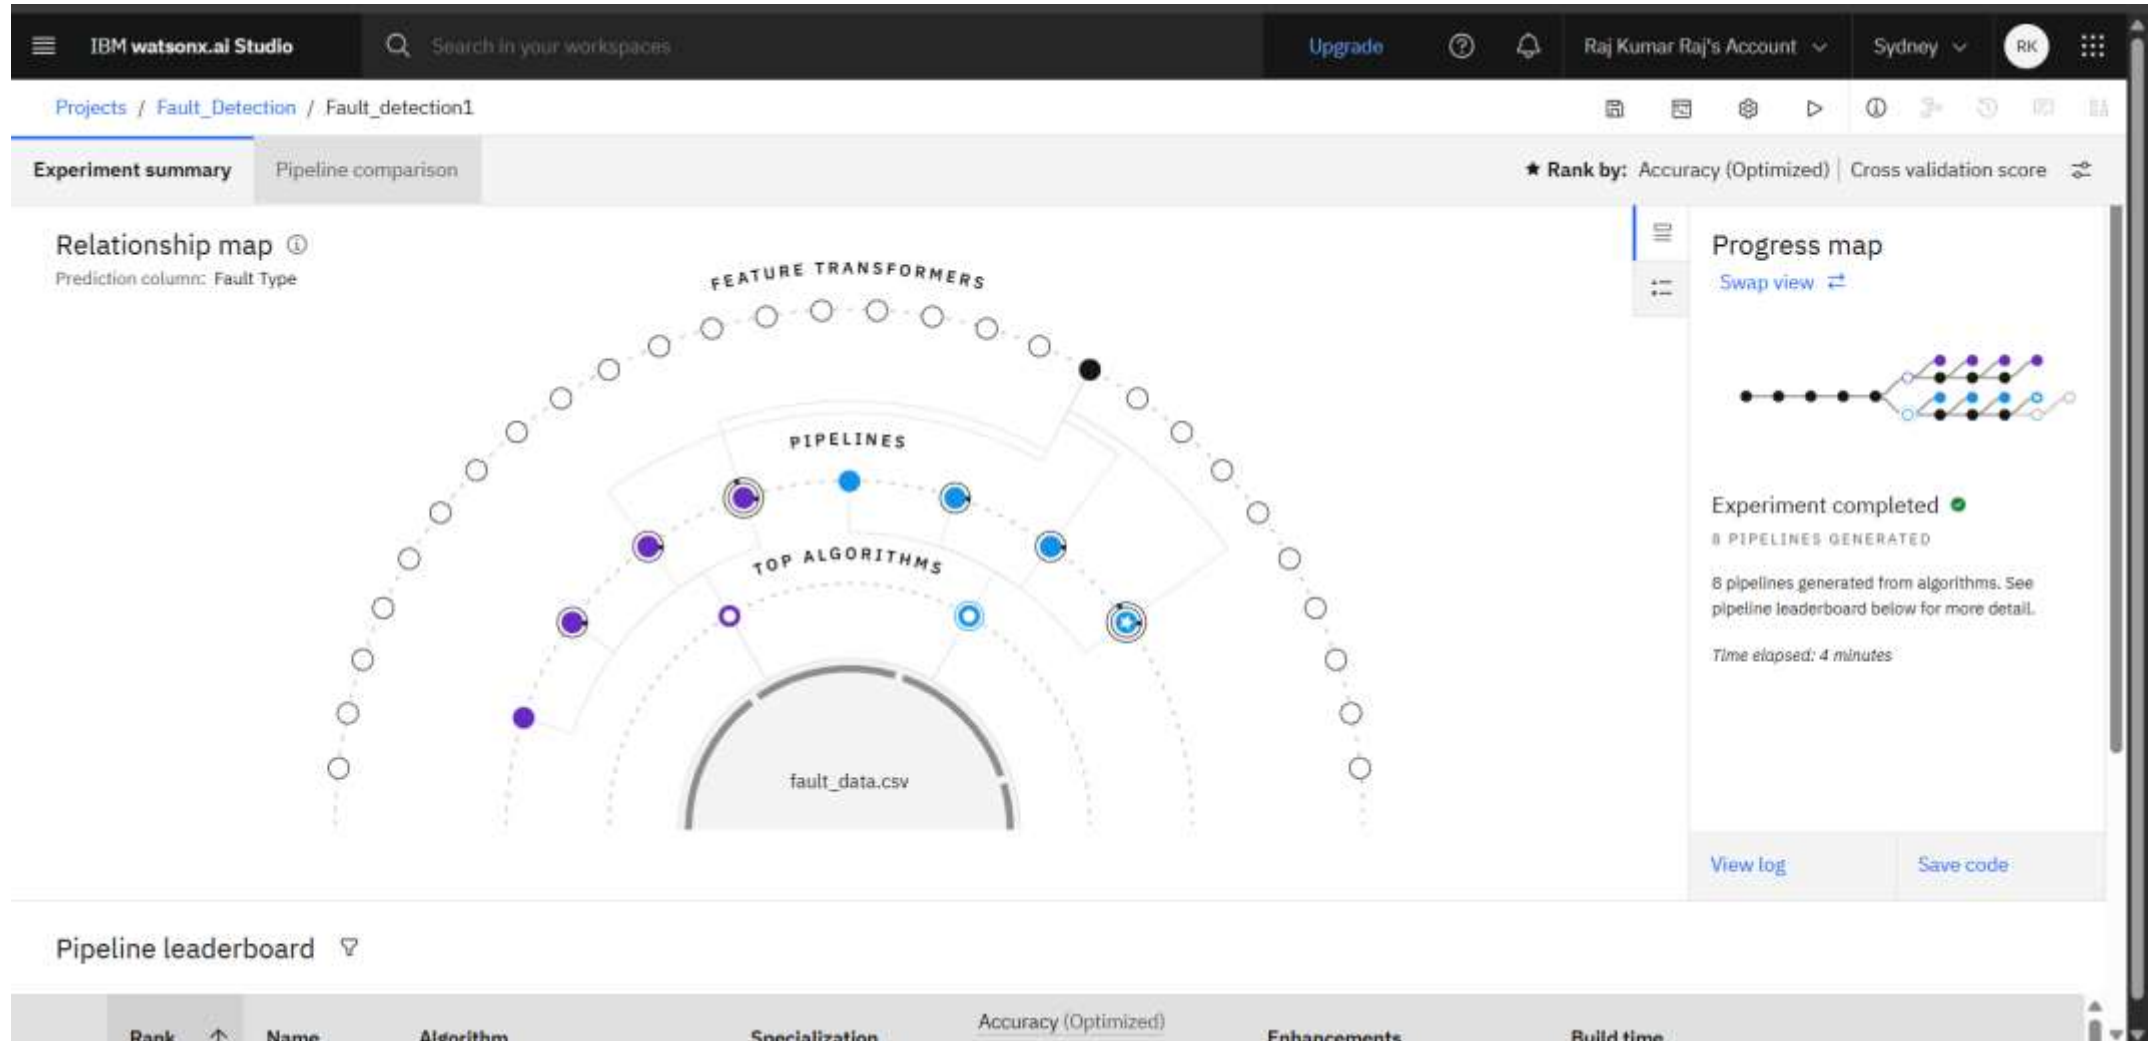 IBM watsonx.ai Studio
Search in your workspaces
Upgrade
Raj Kumar Raj's Account
Sydney
RK
Projects / Fault_Detection / Fault_detection1
Experiment summary
Pipeline comparison
★ Rank by: Accuracy (Optimized) | Cross validation score
Relationship map
Prediction column: Fault Type
FEATURE TRANSFORMERS
PIPELINES
TOP ALGORITHMS
fault_data.csv
Progress map
Swap view
Experiment completed
8 PIPELINES GENERATED
8 pipelines generated from algorithms. See
pipeline leaderboard below for more detail.
Time elapsed: 4 minutes
View log
Save code
Pipeline leaderboard
Rank
Name
Algorithm
Specialization
Accuracy (Optimized)
Enhancements
Build time